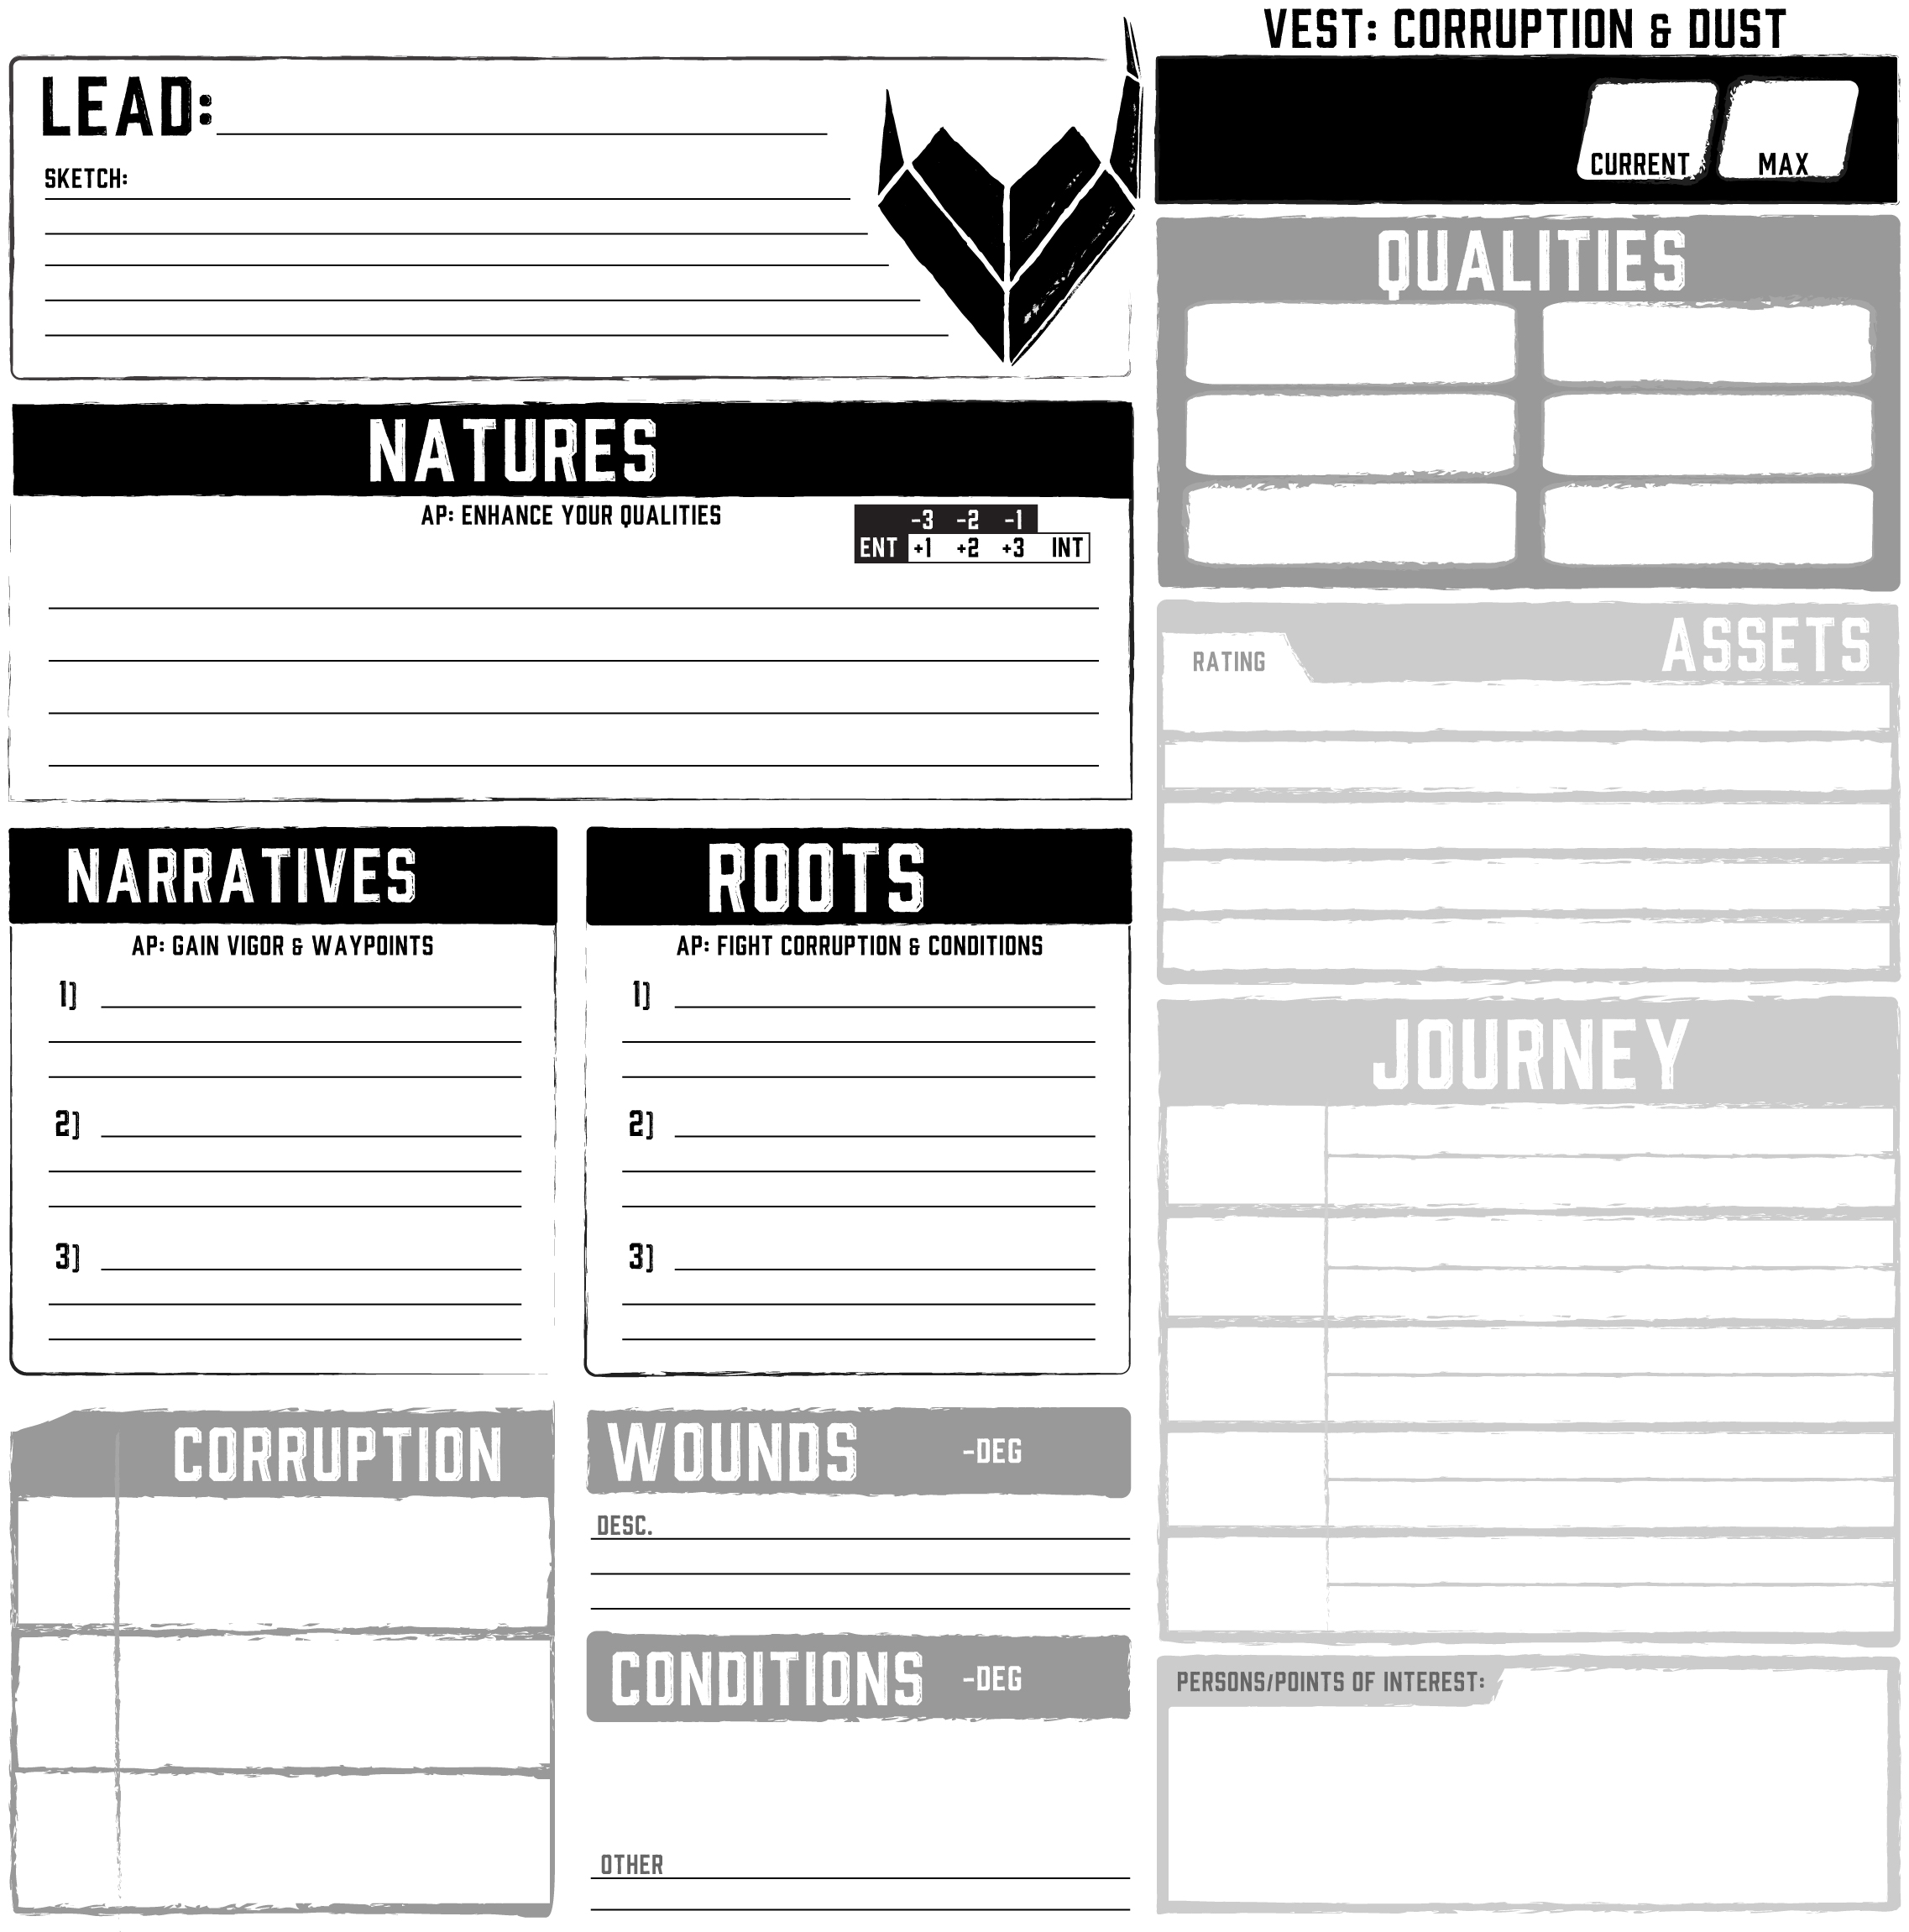 VEST: CORRUPTION & DUST
LEAD:
SKETCH:
CURRENT MAX
QUALITIES
NATURES
AP: ENHANCE YOUR QUALITIES
-3 -2 -1
ENT +1 +2 +3 INT
ASSETS
RATING
NARRATIVES
AP: GAIN VIGOR & WAYPOINTS
1)
2)
3)
ROOTS
AP: FIGHT CORRUPTION & CONDITIONS
1)
2)
3)
JOURNEY
CORRUPTION
WOUNDS -DEG
DESC.
CONDITIONS -DEG
OTHER
PERSONS/POINTS OF INTEREST: